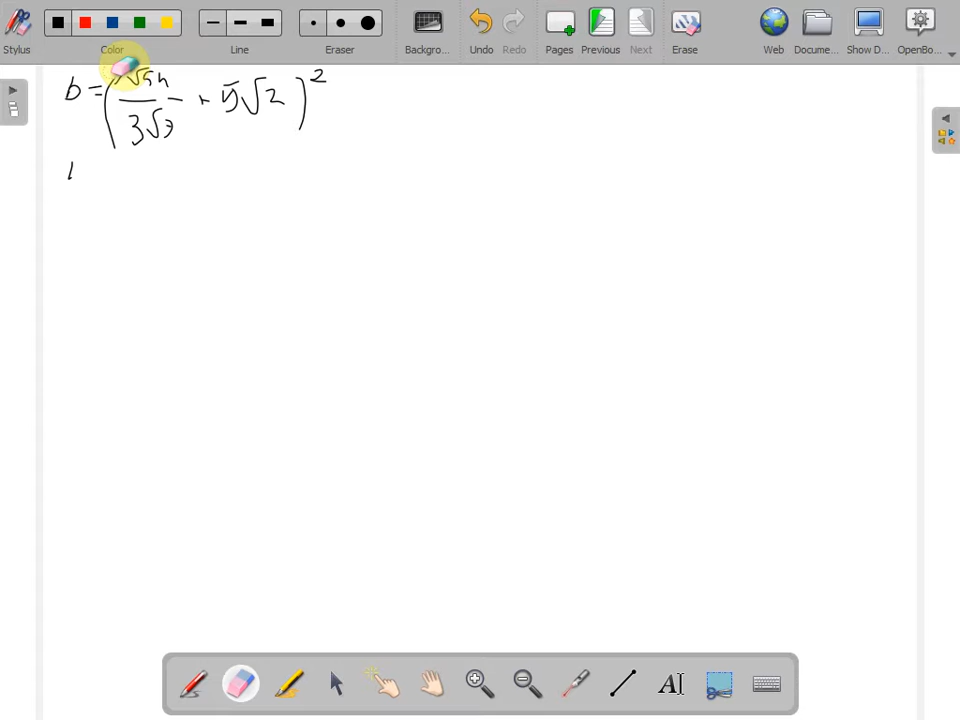 Stylus Color Line Eraser Backgro... Undo Redo Pages Previous Next Erase Web Docume... Show D... OpenBo...
b = ( / 3√3 + 5√2 )²
A